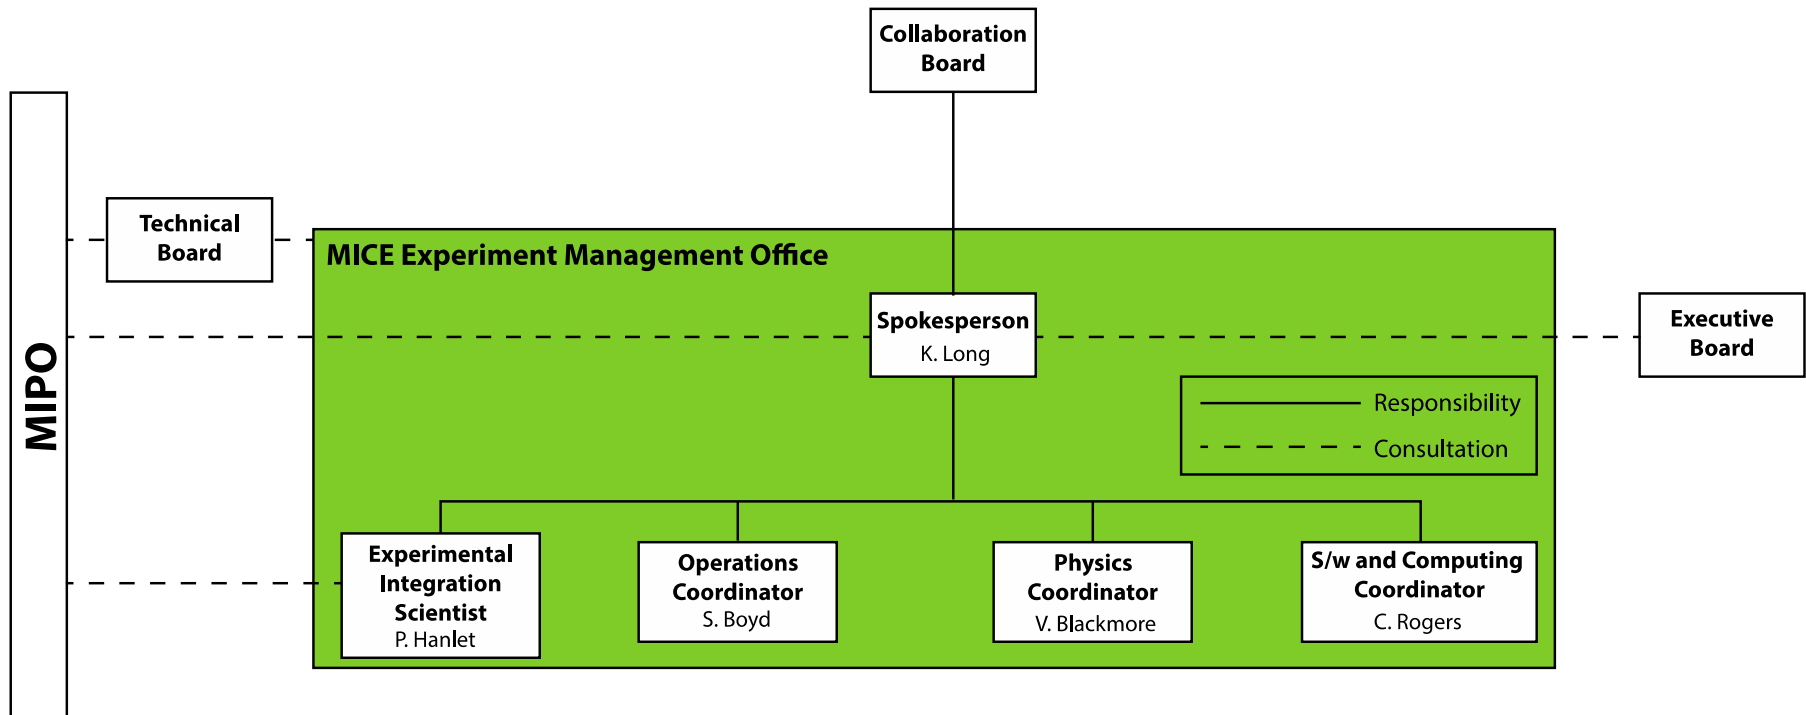 Collaboration
Board
MIPO
Technical
Board
MICE Experiment Management Office
Spokesperson
K. Long
Executive
Board
Responsibility
Consultation
Experimental
Integration
Scientist
P. Hanlet
Operations
Coordinator
S. Boyd
Physics
Coordinator
V. Blackmore
S/w and Computing
Coordinator
C. Rogers